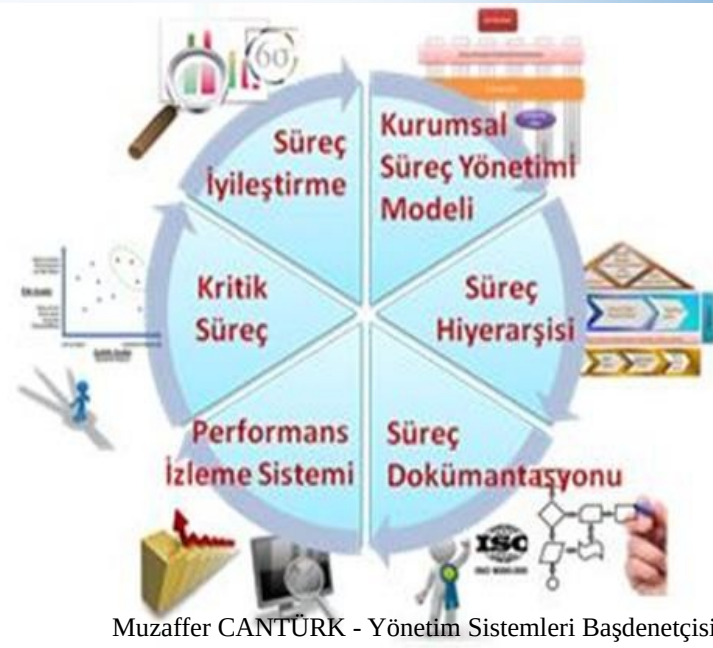 6σ
Süreç
İyileştirme
Kurumsal
Süreç Yönetimi
Modeli
Kritik
Süreç
Süreç
Hiyerarşisi
Performans
İzleme Sistemi
Süreç
Dokümantasyonu
ISO
Muzaffer CANTÜRK - Yönetim Sistemleri Başdenetçisi